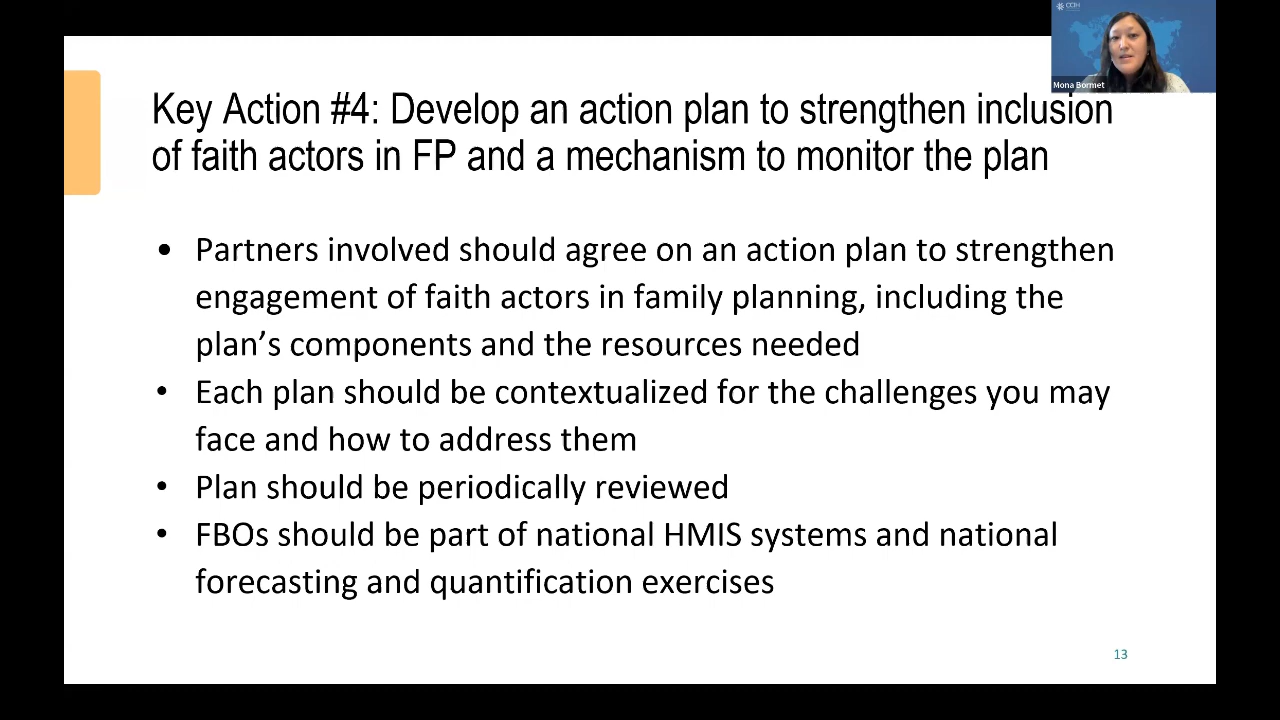 CCIH
Mona Bormet
Key Action #4: Develop an action plan to strengthen inclusion
of faith actors in FP and a mechanism to monitor the plan
• Partners involved should agree on an action plan to strengthen
engagement of faith actors in family planning, including the
plan’s components and the resources needed
• Each plan should be contextualized for the challenges you may
face and how to address them
• Plan should be periodically reviewed
• FBOs should be part of national HMIS systems and national
forecasting and quantification exercises
13